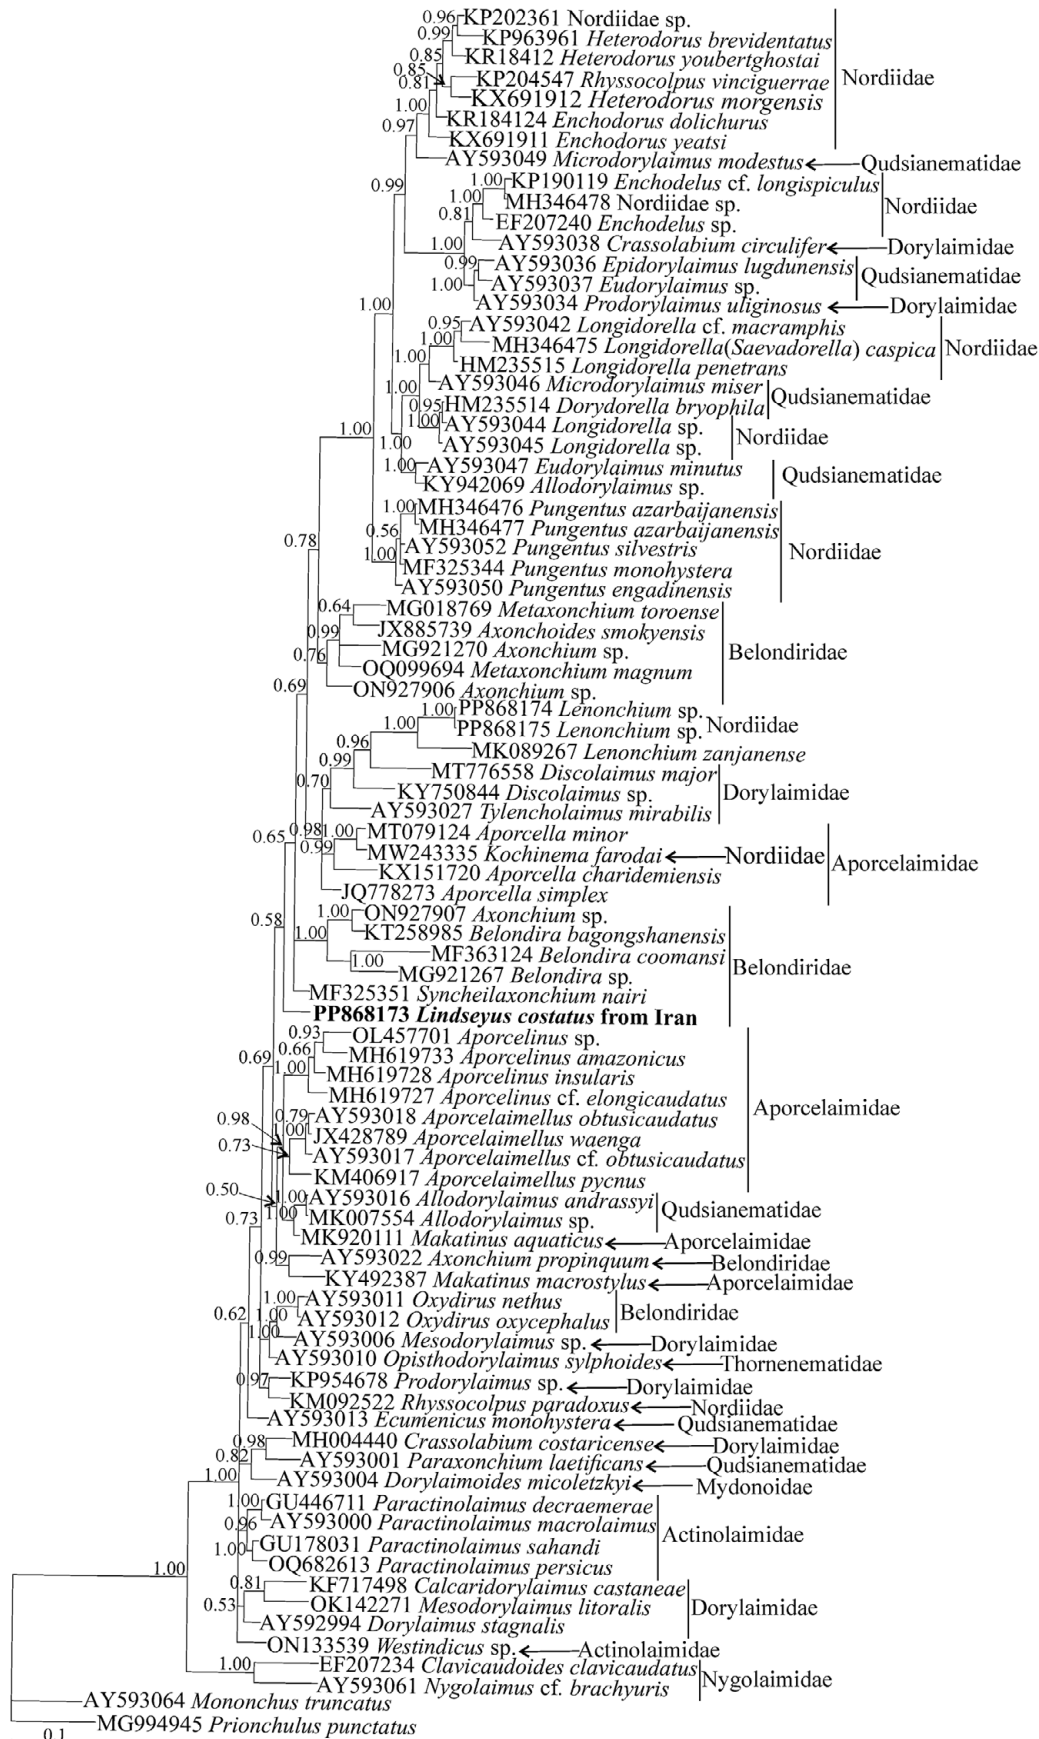 0.96 KP202361 Nordiidae sp.
0.99 KP963961 Heterodorus brevidentatus
0.85 KR18412 Heterodorus youbertghostai
0.85 KP204547 Rhyssocolpus vinciguerrae Nordiidae
0.81 KX691912 Heterodorus morgensis
1.00 KR184124 Enchodorus dolichurus
0.97 KX691911 Enchodorus yeatsi
AY593049 Microdorylaimus modestus Qudsianematidae
0.99 1.00 KP190119 Enchodelus cf. longispiculus
1.00 MH346478 Nordiidae sp. Nordiidae
0.81 EF207240 Enchodelus sp.
1.00 AY593038 Crassolabium circulifer Dorylaimidae
0.99 AY593036 Epidorylaimus lugdunensis
1.00 AY593037 Eudorylaimus sp. Qudsianematidae
1.00 AY593034 Prodorylaimus uliginosus Dorylaimidae
0.95 AY593042 Longidorella cf. macramphis
1.00 MH346475 Longidorella(Saevadorella) caspica Nordiidae
1.00 HM235515 Longidorella penetrans
1.00 AY593046 Microdorylaimus miser
0.95 HM235514 Dorydorella bryophila Qudsianematidae
1.00 AY593044 Longidorella sp.
1.00 1.00 AY593045 Longidorella sp. Nordiidae
1.00 AY593047 Eudorylaimus minutus
KY942069 Allodorylaimus sp. Qudsianematidae
1.00 MH346476 Pungentus azarbaijanensis
0.56 MH346477 Pungentus azarbaijanensis
0.78 AY593052 Pungentus silvestris Nordiidae
1.00 MF325344 Pungentus monohystera
AY593050 Pungentus engadinensis
0.64 MG018769 Metaxonchium toroense
0.99 JX885739 Axonchoides smokyensis
0.76 MG921270 Axonchium sp. Belondiridae
OQ099694 Metaxonchium magnum
0.69 ON927906 Axonchium sp.
1.00 PP868174 Lenonchium sp.
1.00 PP868175 Lenonchium sp. Nordiidae
0.96 MK089267 Lenonchium zanjanense
0.99 MT776558 Discolaimus major
0.70 KY750844 Discolaimus sp. Dorylaimidae
AY593027 Tylencholaimus mirabilis
0.65 0.98 1.00 MT079124 Aporcella minor
0.99 MW243335 Kochinema farodai Nordiidae Aporcelaimidae
KX151720 Aporcella charidemiensis
JQ778273 Aporcella simplex
0.58 1.00 ON927907 Axonchium sp.
1.00 KT258985 Belondira bagongshanensis
1.00 MF363124 Belondira coomansi
MG921267 Belondira sp. Belondiridae
MF325351 Syncheilaxonchium nairi
PP868173 Lindseyus costatus from Iran
0.93 OL457701 Aporcelinus sp.
0.69 0.66 MH619733 Aporcelinus amazonicus
1.00 MH619728 Aporcelinus insularis
MH619727 Aporcelinus cf. elongicaudatus Aporcelaimidae
0.98 0.79 AY593018 Aporcelaimellus obtusicaudatus
0.73 1.00 JX428789 Aporcelaimellus waenga
AY593017 Aporcelaimellus cf. obtusicaudatus
KM406917 Aporcelaimellus pycnus
0.50 1.00 AY593016 Allodorylaimus andrassyi
0.73 1.00 MK007554 Allodorylaimus sp. Qudsianematidae
MK920111 Makatinus aquaticus Aporcelaimidae
0.99 AY593022 Axonchium propinquum Belondiridae
KY492387 Makatinus macrostylus Aporcelaimidae
0.62 1.00 AY593011 Oxydirus nethus
1.00 AY593012 Oxydirus oxycephalus Belondiridae
1.00 AY593006 Mesodorylaimus sp. Dorylaimidae
AY593010 Opisthodorylaimus sylphoides Thornenematidae
0.97 KP954678 Prodorylaimus sp. Dorylaimidae
KM092522 Rhyssocolpus paradoxus Nordiidae
AY593013 Ecumenicus monohystera Qudsianematidae
0.98 MH004440 Crassolabium costaricense Dorylaimidae
0.82 AY593001 Paraxonchium laetificans Qudsianematidae
1.00 AY593004 Dorylaimoides micoletzkyi Mydonoidae
1.00 GU446711 Paractinolaimus decraemerae
0.96 AY593000 Paractinolaimus macrolaimus
1.00 GU178031 Paractinolaimus sahandi Actinolaimidae
1.00 OQ682613 Paractinolaimus persicus
0.81 KF717498 Calcaridorylaimus castaneae
0.53 OK142271 Mesodorylaimus litoralis Dorylaimidae
AY592994 Dorylaimus stagnalis
ON133539 Westindicus sp. Actinolaimidae
1.00 EF207234 Clavicaudoides clavicaudatus
AY593061 Nygolaimus cf. brachyuris Nygolaimidae
AY593064 Mononchus truncatus
MG994945 Prionchulus punctatus
0.1